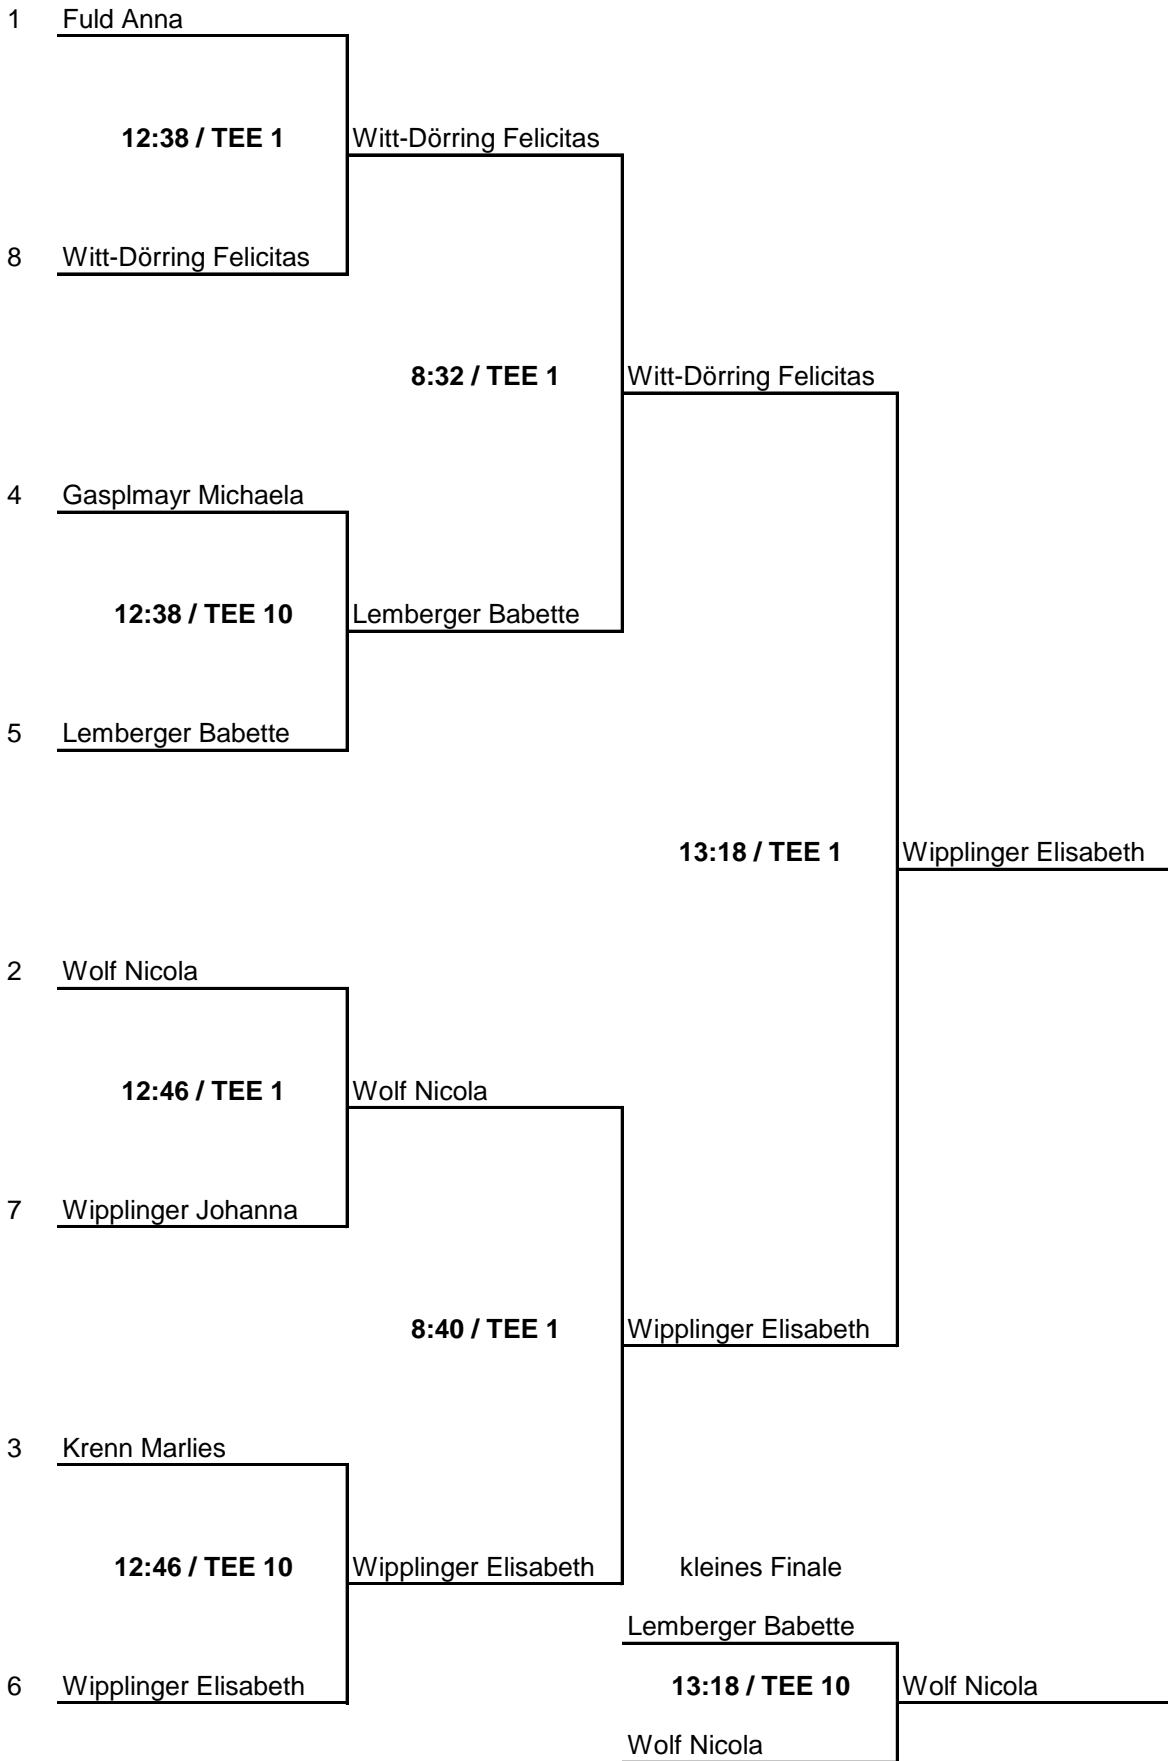 1 Fuld Anna
12:38 / TEE 1 Witt-Dörring Felicitas
8 Witt-Dörring Felicitas
8:32 / TEE 1 Witt-Dörring Felicitas
4 Gasplmayr Michaela
12:38 / TEE 10 Lemberger Babette
5 Lemberger Babette
13:18 / TEE 1 Wipplinger Elisabeth
2 Wolf Nicola
12:46 / TEE 1 Wolf Nicola
7 Wipplinger Johanna
8:40 / TEE 1 Wipplinger Elisabeth
3 Krenn Marlies
12:46 / TEE 10 Wipplinger Elisabeth kleines Finale
Lemberger Babette
6 Wipplinger Elisabeth 13:18 / TEE 10 Wolf Nicola
Wolf Nicola